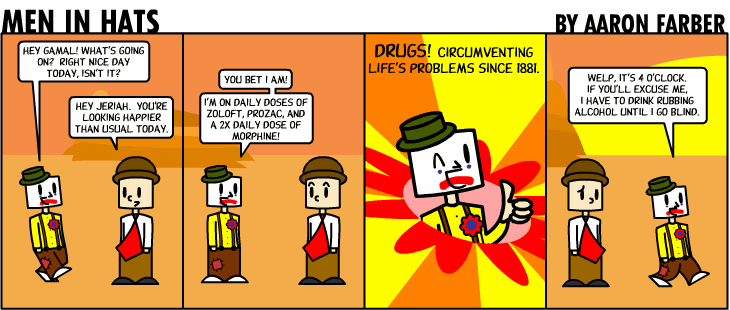 MEN IN HATS
BY AARON FARBER
HEY GAMAL! WHAT'S GOING
ON? RIGHT NICE DAY
TODAY, ISN'T IT?
HEY JERIAH. YOU'RE
LOOKING HAPPIER
THAN USUAL TODAY.
YOU BET I AM!
I'M ON DAILY DOSES OF
ZOLOFT, PROZAC, AND
A 2X DAILY DOSE OF
MORPHINE!
DRUGS! CIRCUMVENTING
LIFE'S PROBLEMS SINCE 1881.
WELP, IT'S 4 O'CLOCK.
IF YOU'LL EXCUSE ME,
I HAVE TO DRINK RUBBING
ALCOHOL UNTIL I GO BLIND.